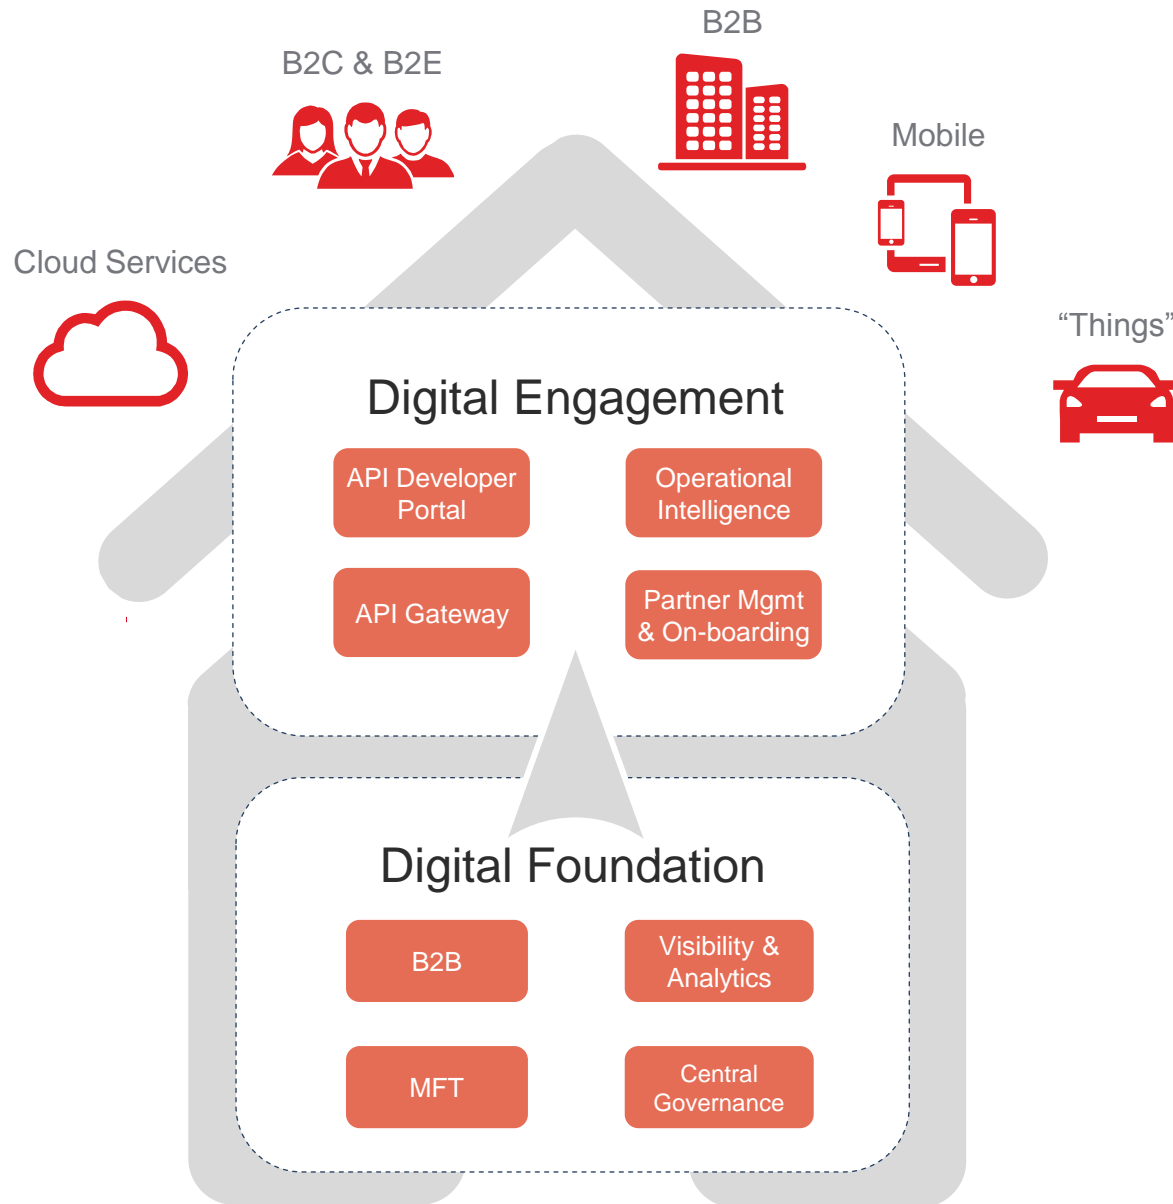 B2B
B2C & B2E
Mobile
Cloud Services
“Things”
Digital Engagement
API Developer
Portal
Operational
Intelligence
API Gateway
Partner Mgmt
& On-boarding
Digital Foundation
B2B
Visibility &
Analytics
MFT
Central
Governance